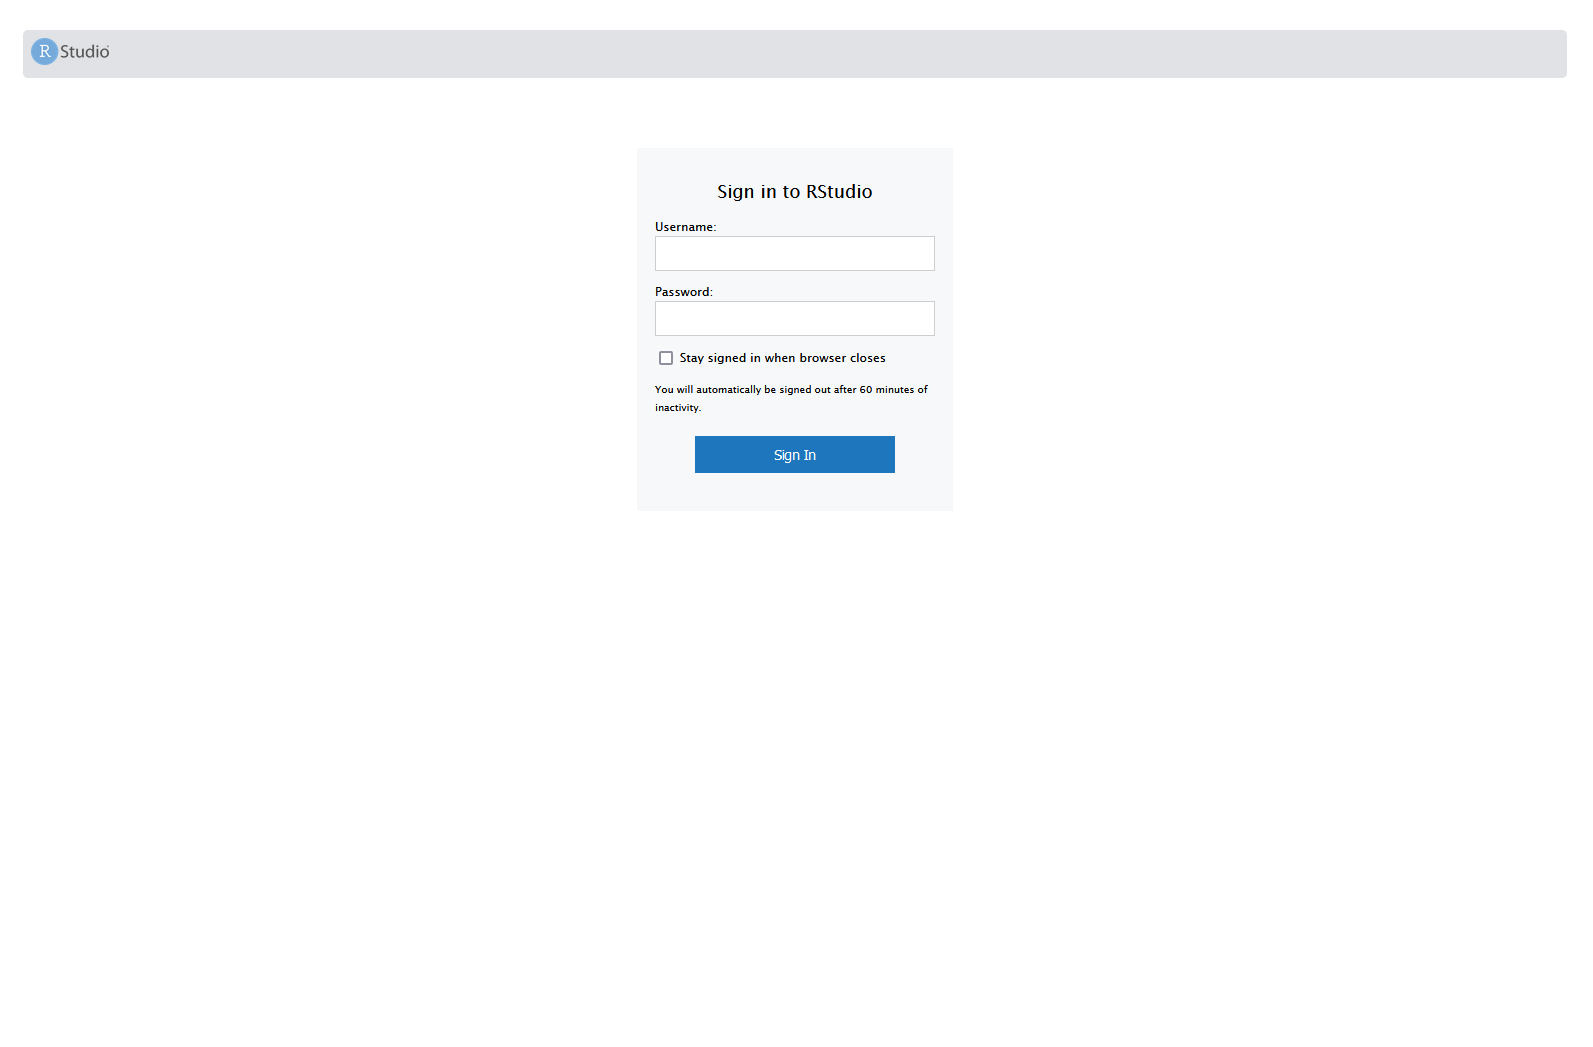 R Studio
Sign in to RStudio
Username:
Password:
Stay signed in when browser closes
You will automatically be signed out after 60 minutes of
inactivity.
Sign In